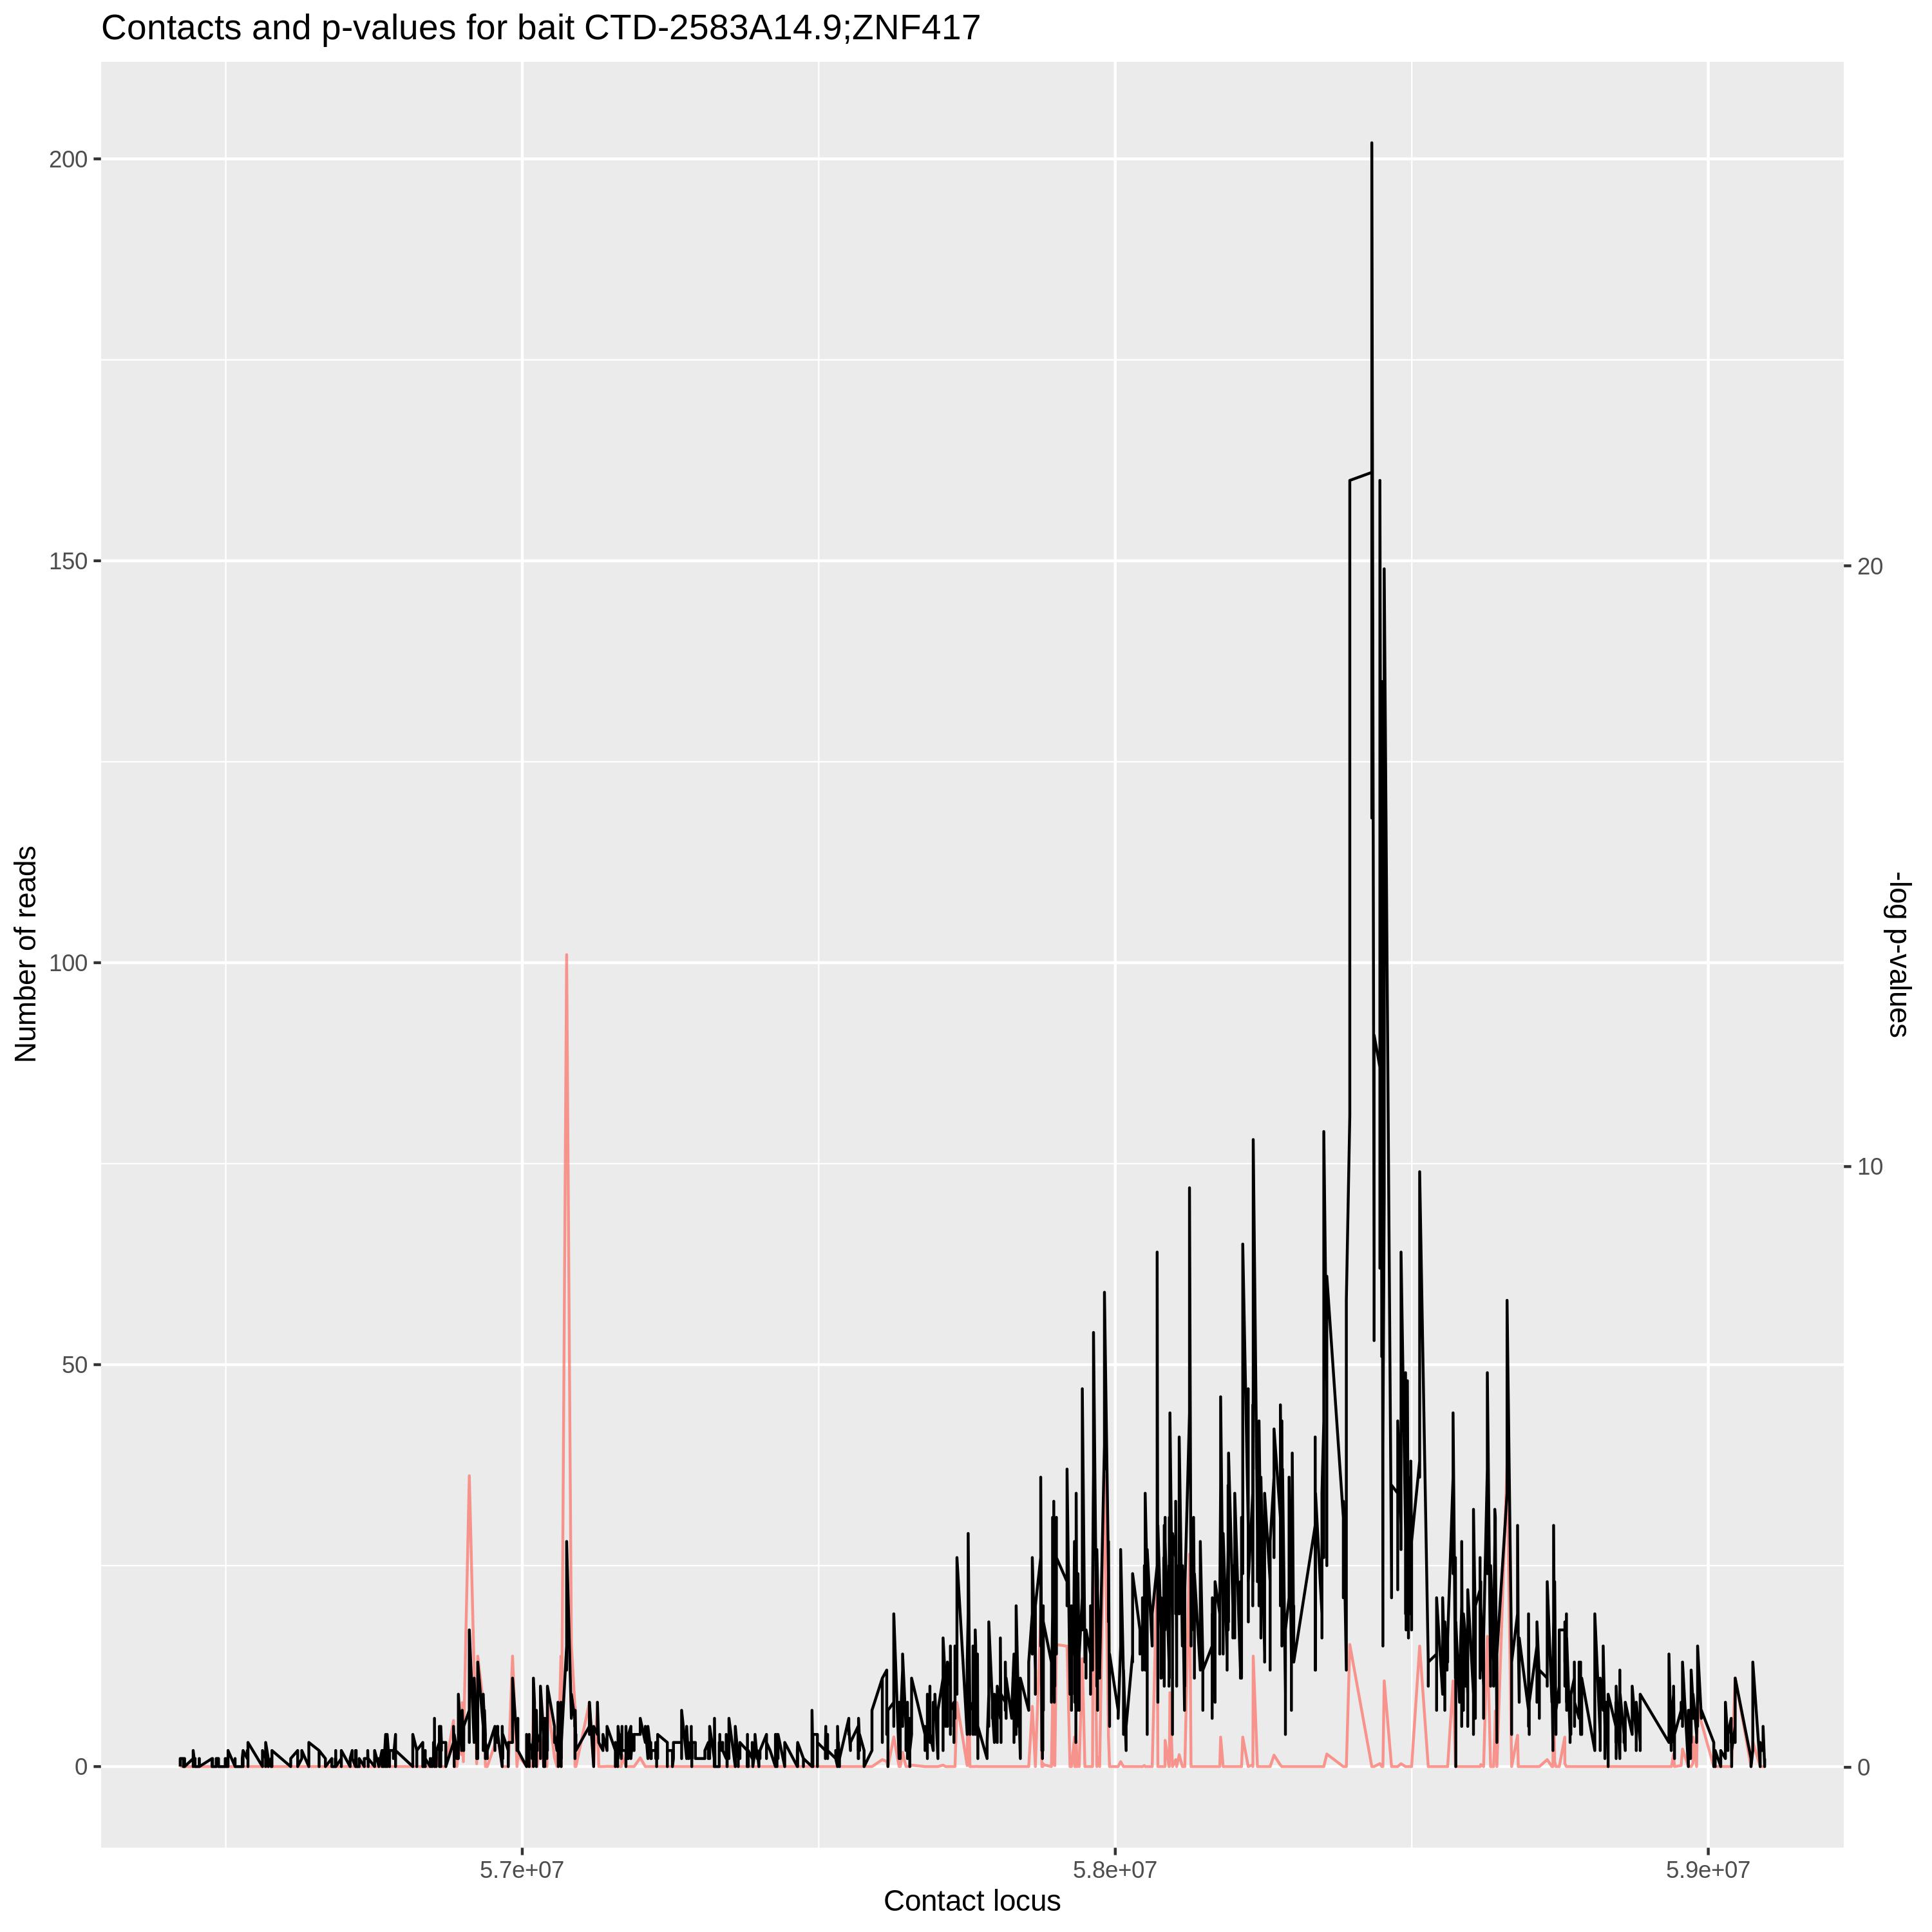 Contacts and p-values for bait CTD-2583A14.9;ZNF417
200
150
100
50
0
Number of reads
20
10
0
-log p-values
5.7e+07
5.8e+07
5.9e+07
Contact locus